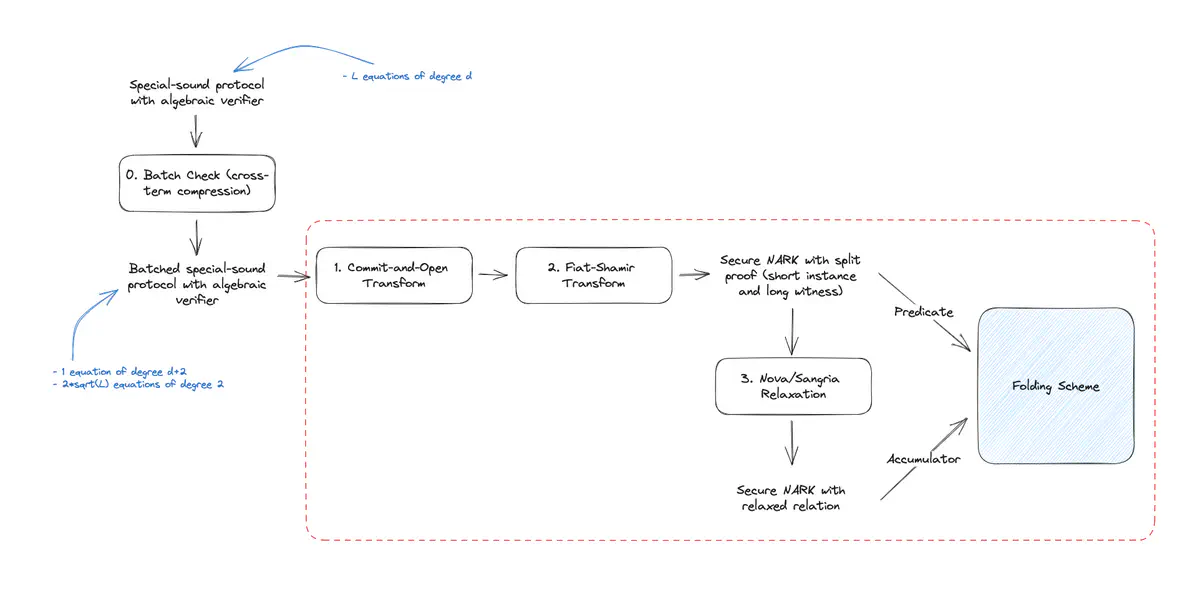 Special-sound protocol
with algebraic verifier
- L equations of degree d
0. Batch Check (cross-
term compression)
Batched special-sound
protocol with algebraic
verifier
- 1 equation of degree d+2
- 2*sqrt(L) equations of degree 2
1. Commit-and-Open
Transform
2. Fiat-Shamir
Transform
Secure NARK with split
proof (short instance
and long witness)
Predicate
3. Nova/Sangria
Relaxation
Folding Scheme
Accumulator
Secure NARK with
relaxed relation